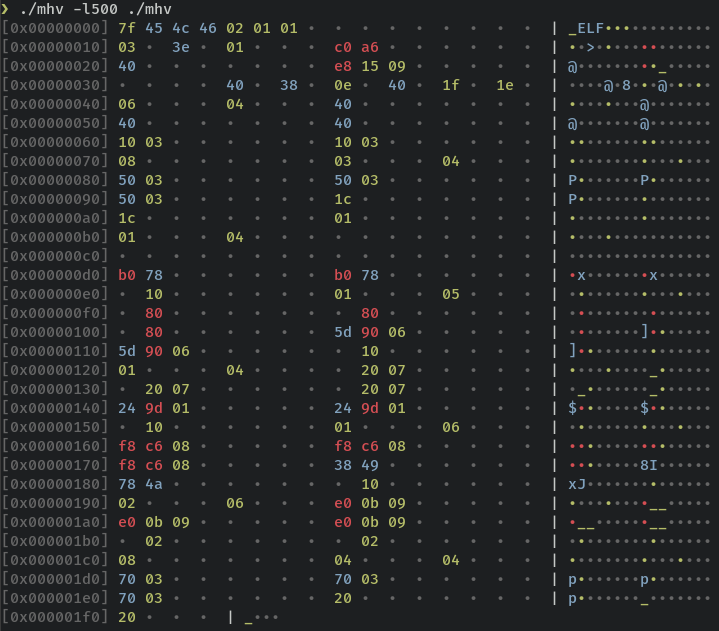 ❯ ./mhv -l500 ./mhv
[0x00000000] 7f 45 4c 46 02 01 01 • • • • • • • • • | _ELF••••••••••••
[0x00000010] 03 • 3e • 01 • • • c0 a6 • • • • • • | ••>•••••••••••••
[0x00000020] 40 • • • • • • • e8 15 09 • • • • • | @•••••••••_•••••
[0x00000030] • • • • 40 • 38 • 0e • 40 • 1f • 1e • | ••••@•8•••@•••••
[0x00000040] 06 • • • 04 • • • 40 • • • • • • • | ••••••••@•••••••
[0x00000050] 40 • • • • • • • 40 • • • • • • • | @•••••••@•••••••
[0x00000060] 10 03 • • • • • • 10 03 • • • • • • | ••••••••••••••••
[0x00000070] 08 • • • • • • • 03 • • • 04 • • • | ••••••••••••••••
[0x00000080] 50 03 • • • • • • 50 03 • • • • • • | P•••••••P•••••••
[0x00000090] 50 03 • • • • • • 1c • • • • • • • | P•••••••••••••••
[0x000000a0] 1c • • • • • • • 01 • • • • • • • | ••••••••••••••••
[0x000000b0] 01 • • • 04 • • • • • • • • • • • | ••••••••••••••••
[0x000000c0] • • • • • • • • • • • • • • • • | ••••••••••••••••
[0x000000d0] b0 78 • • • • • • b0 78 • • • • • • | •x•••••••x••••••
[0x000000e0] • 10 • • • • • • 01 • • • 05 • • • | ••••••••••••••••
[0x000000f0] • 80 • • • • • • • 80 • • • • • • | ••••••••••••••••
[0x00000100] • 80 • • • • • • 5d 90 06 • • • • • | ••••••••]•••••••
[0x00000110] 5d 90 06 • • • • • • 10 • • • • • • | ]•••••••••••••••
[0x00000120] 01 • • • 04 • • • • 20 07 • • • • • | •••••••••_••••••
[0x00000130] • 20 07 • • • • • • 20 07 • • • • • | •_•••••••_••••••
[0x00000140] 24 9d 01 • • • • • 24 9d 01 • • • • • | $•••••••$•••••••
[0x00000150] • 10 • • • • • • 01 • • • 06 • • • | ••••••••••••••••
[0x00000160] f8 c6 08 • • • • • f8 c6 08 • • • • • | ••••••••••••••••
[0x00000170] f8 c6 08 • • • • • 38 49 • • • • • • | ••••••••8I••••••
[0x00000180] 78 4a • • • • • • • 10 • • • • • • | xJ••••••••••••••
[0x00000190] 02 • • • 06 • • • e0 0b 09 • • • • • | •••••••••__•••••
[0x000001a0] e0 0b 09 • • • • • e0 0b 09 • • • • • | •__••••••__•••••
[0x000001b0] • 02 • • • • • • • 02 • • • • • • | ••••••••••••••••
[0x000001c0] 08 • • • • • • • 04 • • • 04 • • • | ••••••••••••••••
[0x000001d0] 70 03 • • • • • • 70 03 • • • • • • | p•••••••p•••••••
[0x000001e0] 70 03 • • • • • • 20 • • • • • • • | p•••••••_•••••••
[0x000001f0] 20 • • • | _•••